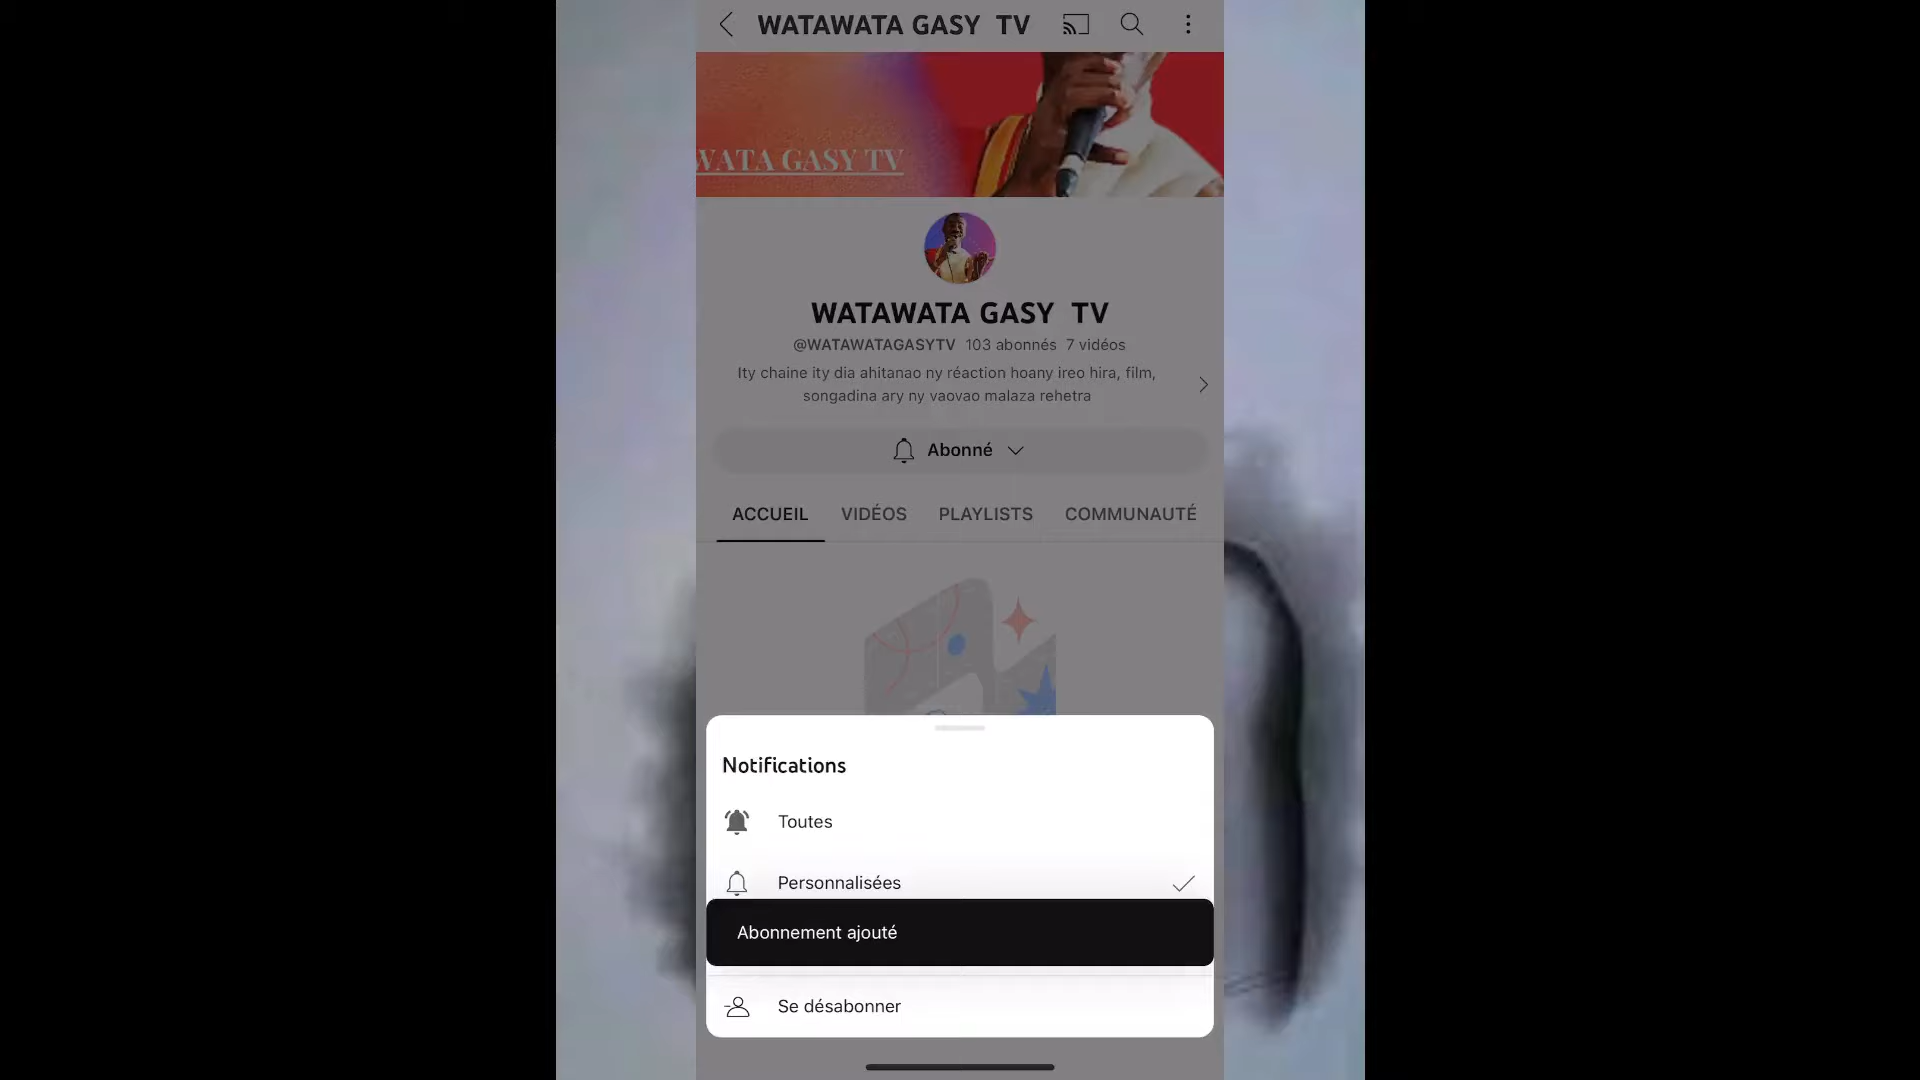 WATAWATA GASY TV
WATA GASY TV
WATAWATA GASY TV
@WATAWATAGASYTV 103 abonnés 7 vidéos
Ity chaine ity dia ahitanao ny réaction hoany ireo hira, film,
songadina ary ny vaovao malaza rehetra
Abonné
ACCUEIL VIDÉOS PLAYLISTS COMMUNAUTÉ
Notifications
Toutes
Personnalisées
Abonnement ajouté
Se désabonner